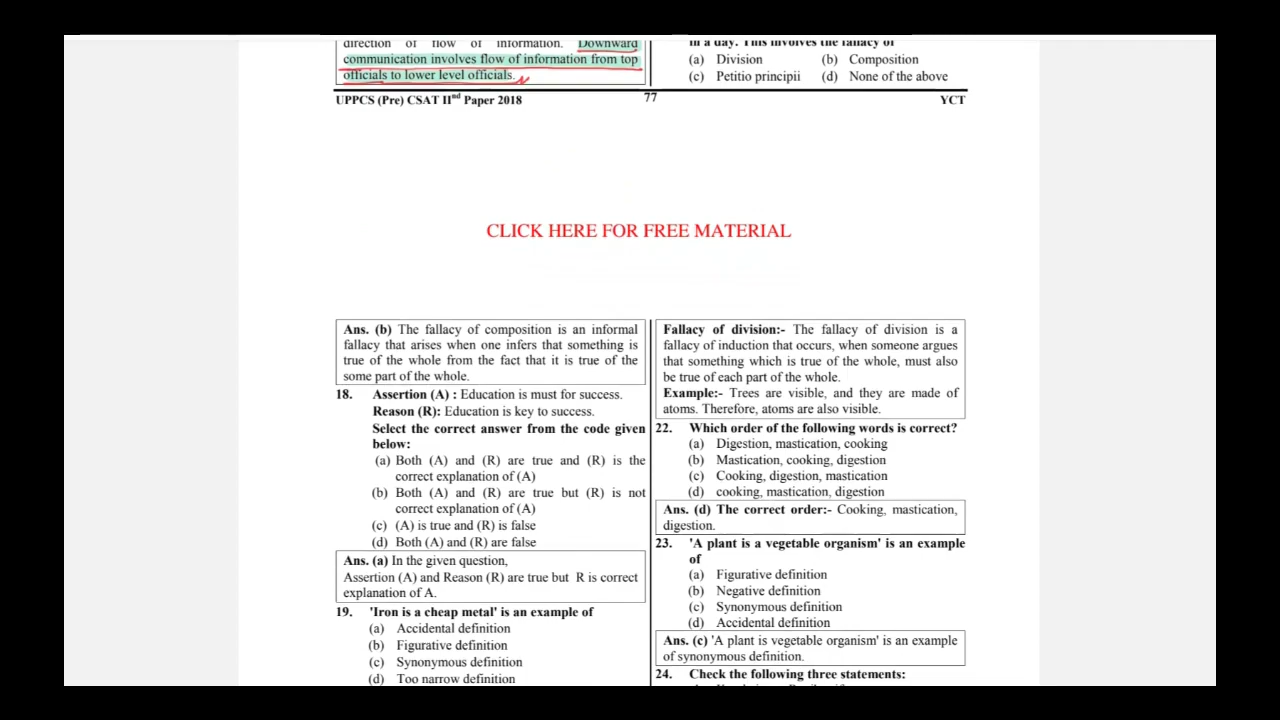 direction of flow of information. Downward
communication involves flow of information from top
officials to lower level officials.
in a day. This involves the fallacy of
(a) Division (b) Composition
(c) Petitio principii (d) None of the above
UPPCS (Pre) CSAT IInd Paper 2018 77 YCT
CLICK HERE FOR FREE MATERIAL
Ans. (b) The fallacy of composition is an informal
fallacy that arises when one infers that something is
true of the whole from the fact that it is true of the
some part of the whole.
18. Assertion (A) : Education is must for success.
Reason (R): Education is key to success.
Select the correct answer from the code given
below:
(a) Both (A) and (R) are true and (R) is the
correct explanation of (A)
(b) Both (A) and (R) are true but (R) is not
correct explanation of (A)
(c) (A) is true and (R) is false
(d) Both (A) and (R) are false
Ans. (a) In the given question,
Assertion (A) and Reason (R) are true but R is correct
explanation of A.
19. 'Iron is a cheap metal' is an example of
(a) Accidental definition
(b) Figurative definition
(c) Synonymous definition
(d) Too narrow definition
Fallacy of division:- The fallacy of division is a
fallacy of induction that occurs, when someone argues
that something which is true of the whole, must also
be true of each part of the whole.
Example:- Trees are visible, and they are made of
atoms. Therefore, atoms are also visible.
22. Which order of the following words is correct?
(a) Digestion, mastication, cooking
(b) Mastication, cooking, digestion
(c) Cooking, digestion, mastication
(d) cooking, mastication, digestion
Ans. (d) The correct order:- Cooking, mastication,
digestion.
23. 'A plant is a vegetable organism' is an example
of
(a) Figurative definition
(b) Negative definition
(c) Synonymous definition
(d) Accidental definition
Ans. (c) 'A plant is vegetable organism' is an example
of synonymous definition.
24. Check the following three statements: